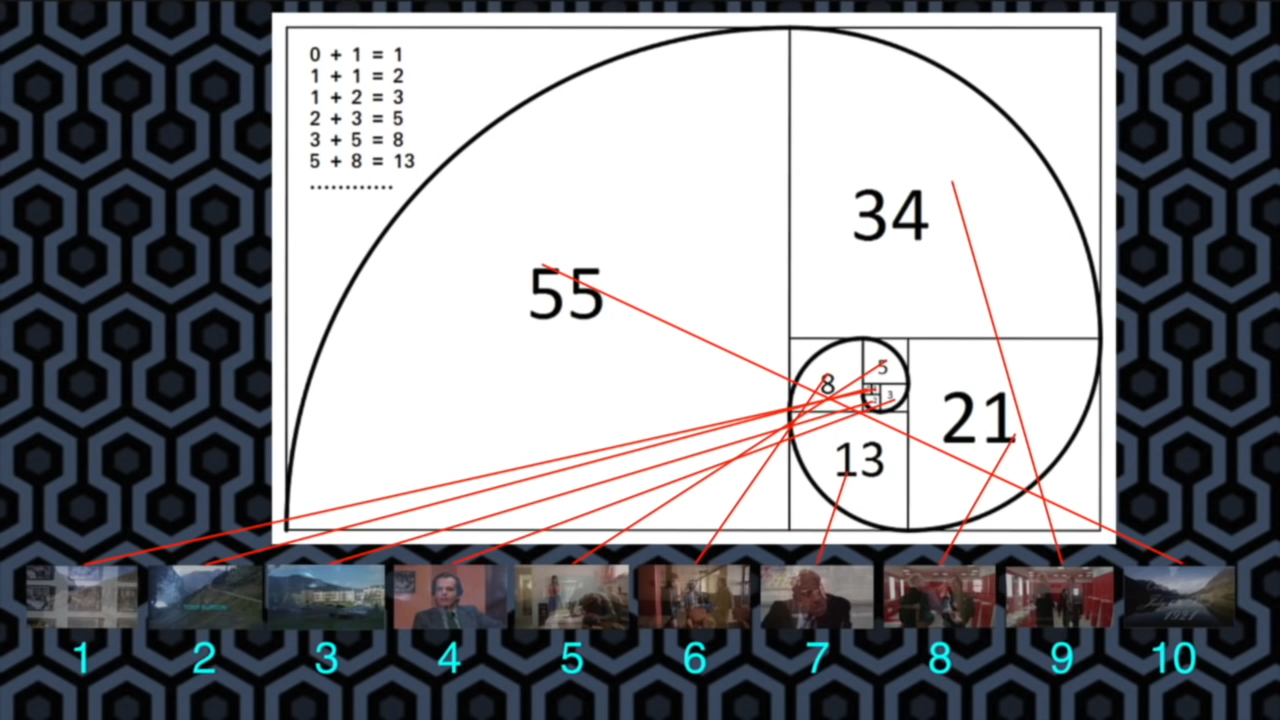 0 + 1 = 1
1 + 1 = 2
1 + 2 = 3
2 + 3 = 5
3 + 5 = 8
5 + 8 = 13
.............
34
55
5
8
3
21
13
1 2 3 4 5 6 7 8 9 10